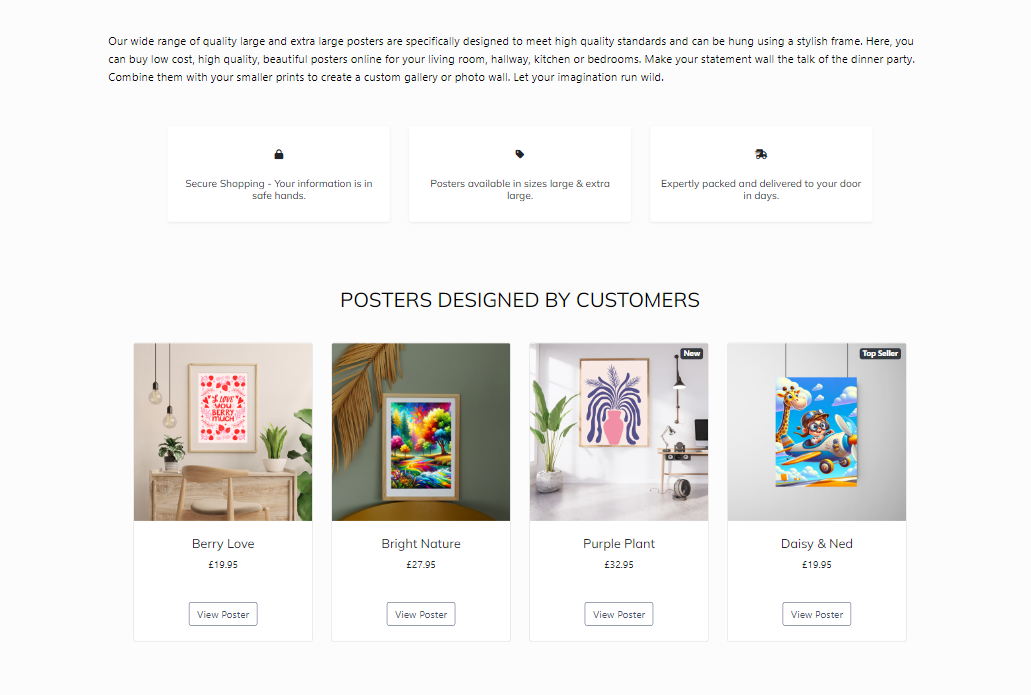 Our wide range of quality large and extra large posters are specifically designed to meet high quality standards and can be hung using a stylish frame. Here, you
can buy low cost, high quality, beautiful posters online for your living room, hallway, kitchen or bedrooms. Make your statement wall the talk of the dinner party.
Combine them with your smaller prints to create a custom gallery or photo wall. Let your imagination run wild.
Secure Shopping - Your information is in
safe hands.
Posters available in sizes large & extra
large.
Expertly packed and delivered to your door
in days.
POSTERS DESIGNED BY CUSTOMERS
I LOVE
YOU
BERRY
MUCH
New
Top Seller
Berry Love
£19.95
View Poster
Bright Nature
£27.95
View Poster
Purple Plant
£32.95
View Poster
Daisy & Ned
£19.95
View Poster